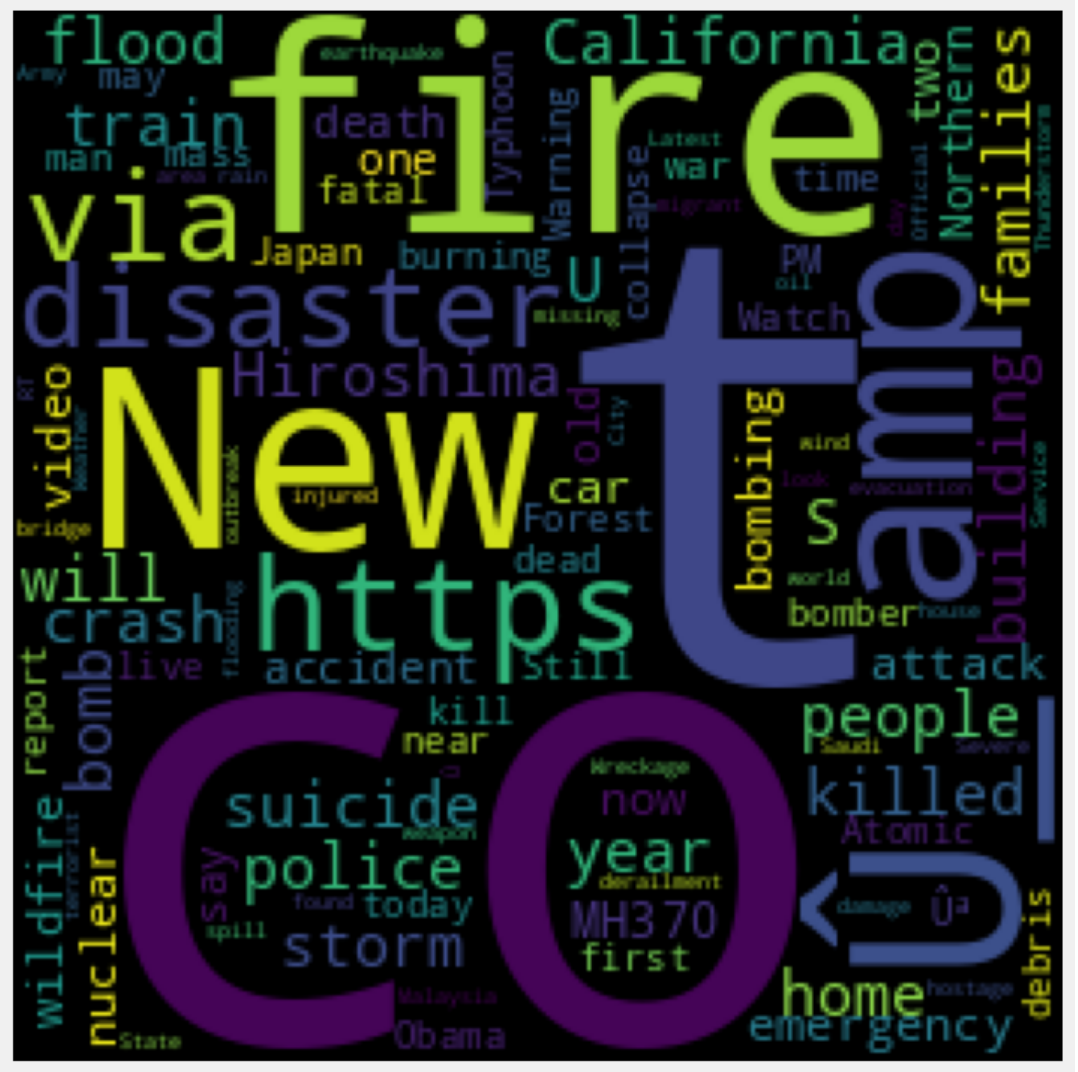 flood
fire
California
earthquake
Army
may
train
death
Typhoon
Warning
Latest
two
Northern
families
Thunderstorm
man
mass
area
rain
one
fatal
war
time
collapse
migrant
day
Official
via
Japan
burning
U
PM
oil
disaster
missing
Watch
t
amp
Hiroshima
RT
video
Weather
New
injured
outbreak
old
City
bombing
wind
look
evacuation
building
Service
car
Forest
S
bridge
dead
will
https
world
bomber
house
crash
flooding
live
accident
Still
attack
report
bomb
co
kill
near
people
Saudi
Severe
I
Wreckage
now
killed
Atomic
suicide
weapon
wildfire
terrorist
nuclear
say
police
year
derailment
found
today
MH370
Û
damage
Ûª
spill
storm
first
debris
Malaysia
Obama
home
hostage
emergency
State